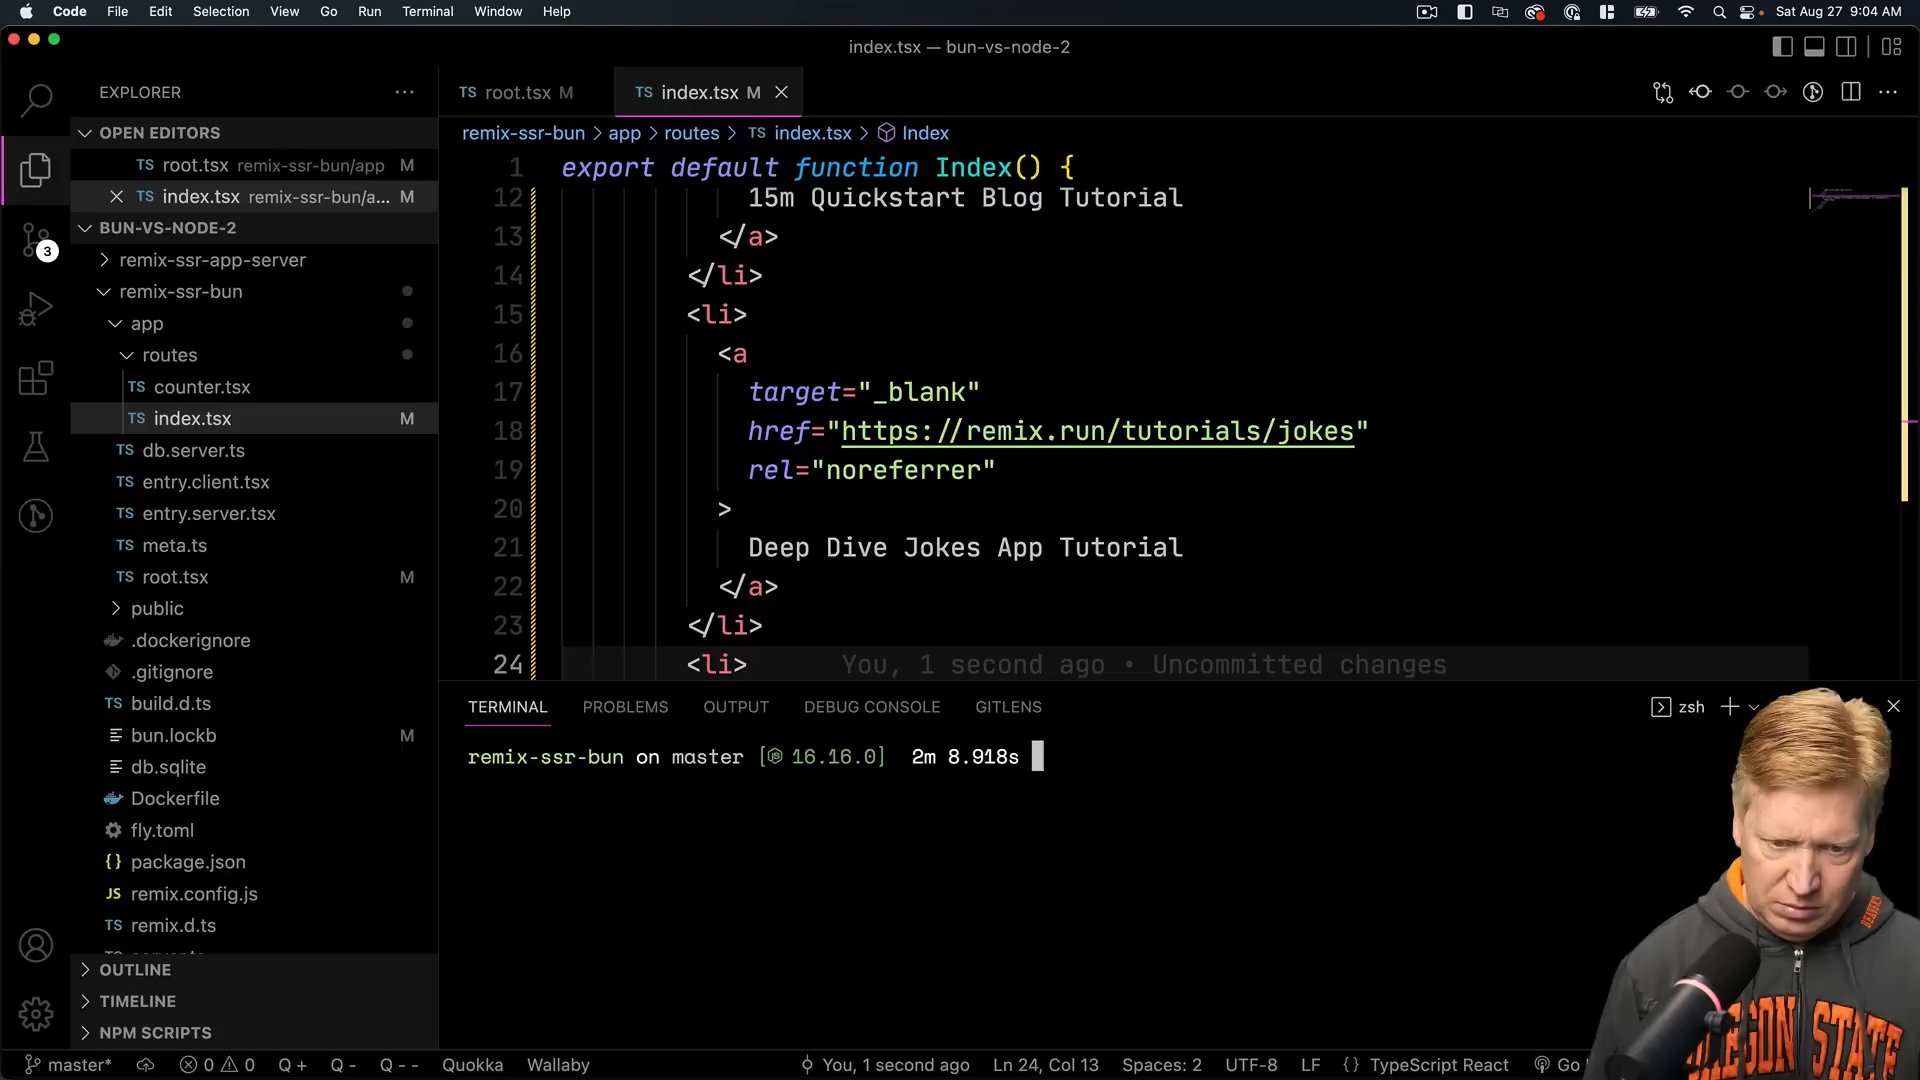 Code File Edit Selection View Go Run Terminal Window Help Sat Aug 27 9:04 AM
index.tsx — bun-vs-node-2
EXPLORER
OPEN EDITORS
TS root.tsx remix-ssr-bun/app M
TS index.tsx remix-ssr-bun/a... M
BUN-VS-NODE-2
remix-ssr-app-server
remix-ssr-bun
app
routes
TS counter.tsx
TS index.tsx M
TS db.server.ts
TS entry.client.tsx
TS entry.server.tsx
TS meta.ts
TS root.tsx M
public
.dockerignore
.gitignore
TS build.d.ts
bun.lockb M
db.sqlite
Dockerfile
fly.toml
{} package.json
JS remix.config.js
TS remix.d.ts
OUTLINE
TIMELINE
NPM SCRIPTS
3
TS root.tsx M
TS index.tsx M
remix-ssr-bun > app > routes > TS index.tsx > Index
1 export default function Index() {
12 15m Quickstart Blog Tutorial
13 </a>
14 </li>
15 <li>
16 <a
17 target="_blank"
18 href="https://remix.run/tutorials/jokes"
19 rel="noreferrer"
20 >
21 Deep Dive Jokes App Tutorial
22 </a>
23 </li>
24 <li> You, 1 second ago • Uncommitted changes
TERMINAL PROBLEMS OUTPUT DEBUG CONSOLE GITLENS
zsh
remix-ssr-bun on master [ 16.16.0] 2m 8.918s
master* 0 0 Q + Q - Q - - Quokka Wallaby You, 1 second ago Ln 24, Col 13 Spaces: 2 UTF-8 LF {} TypeScript React Go
STATE